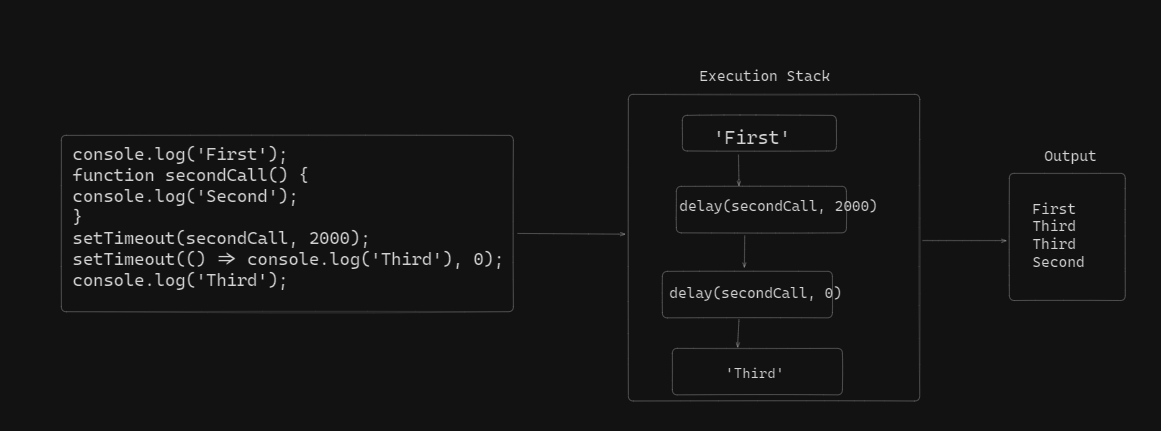 console.log('First');
function secondCall() {
console.log('Second');
}
setTimeout(secondCall, 2000);
setTimeout(() => console.log('Third'), 0);
console.log('Third');
Execution Stack
'First'
delay(secondCall, 2000)
delay(secondCall, 0)
'Third'
Output
First
Third
Third
Second